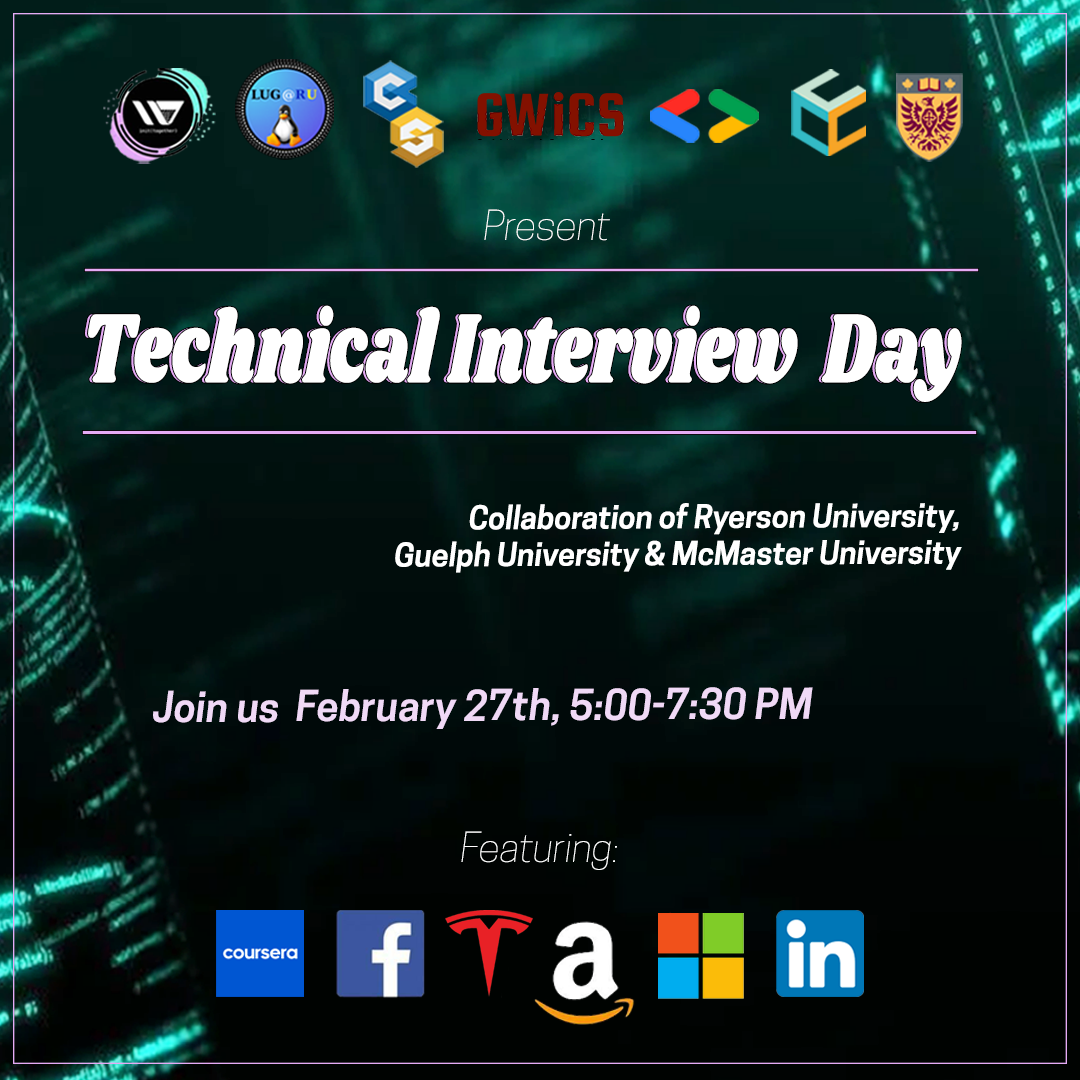 LUG@RU
C
S
GWiCS
Present
Technical Interview Day
Collaboration of Ryerson University,
Guelph University & McMaster University
Join us February 27th, 5:00-7:30 PM
Featuring:
coursera
f
a
in